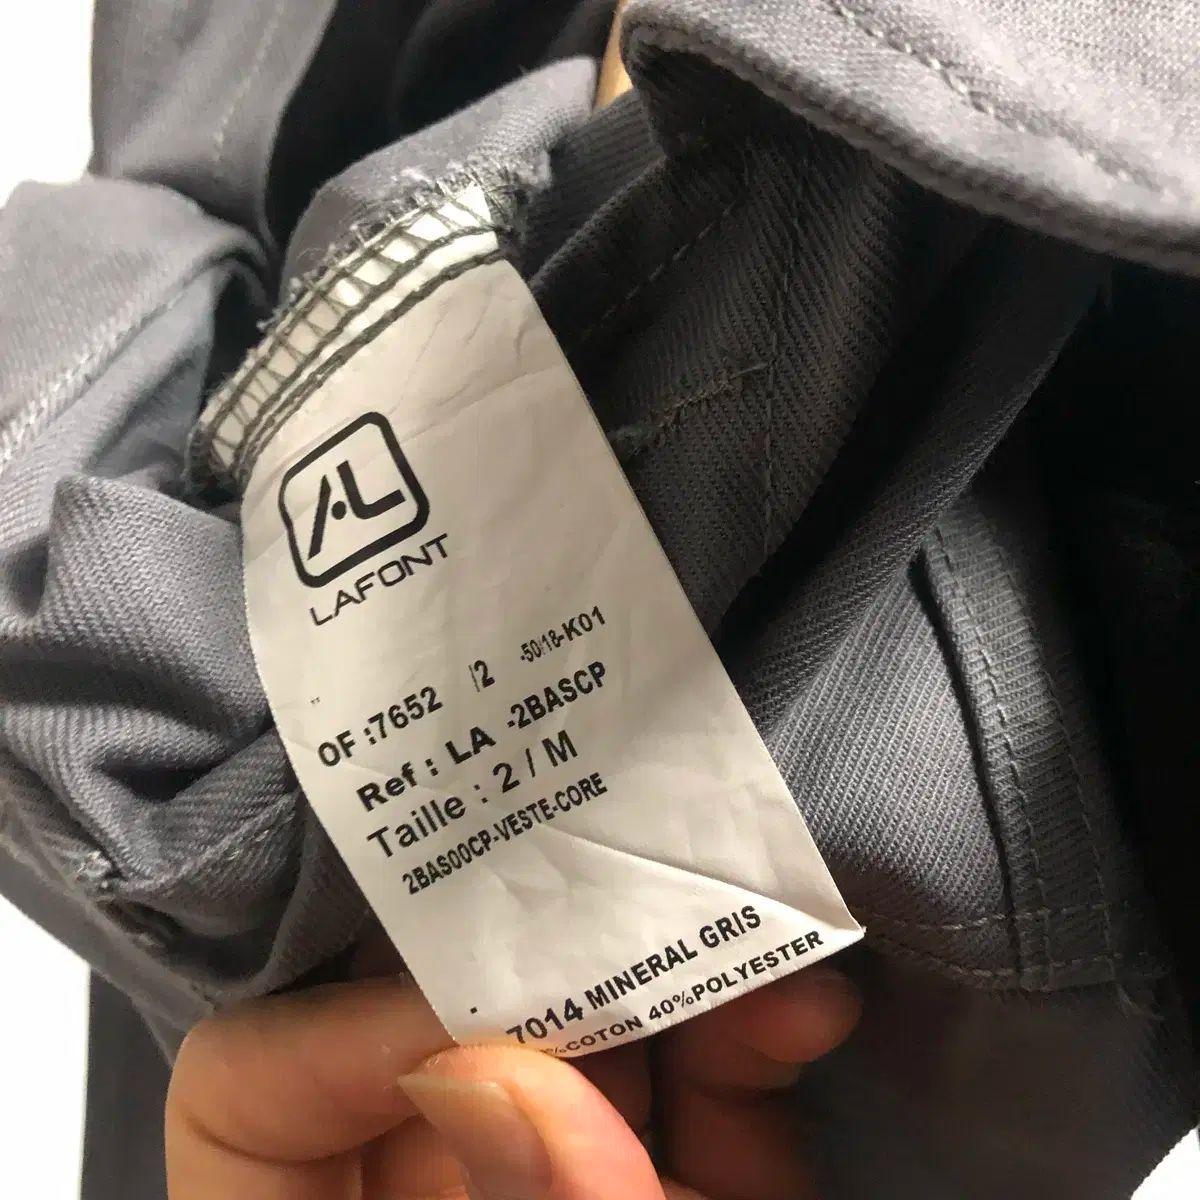 AL
LAFONT
OF :7652 /2 -50/18-K01
Ref : LA -2BASCP
Taille : 2 / M
2BAS00CP-VESTE-CORE
7014 MINERAL GRIS
%COTON 40%POLYESTER